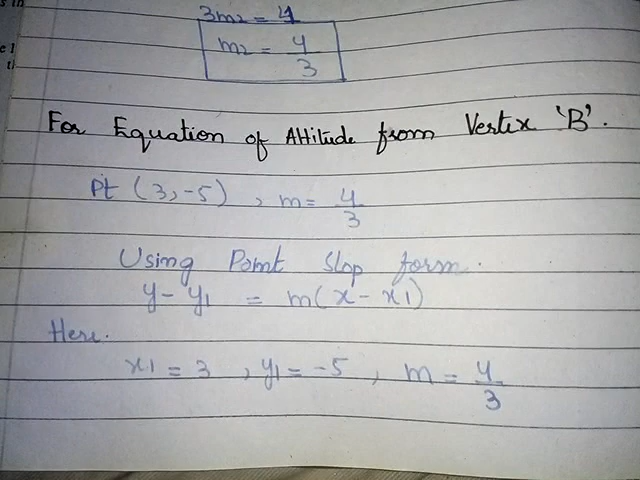 3m2 = 4
m2 = 4/3
For Equation of Altitude from Vertex 'B'.
Pt (3,-5), m = 4/3
Using Point Slop form.
y - y1 = m(x - x1)
Here.
x1 = 3, y1 = -5, m = 4/3